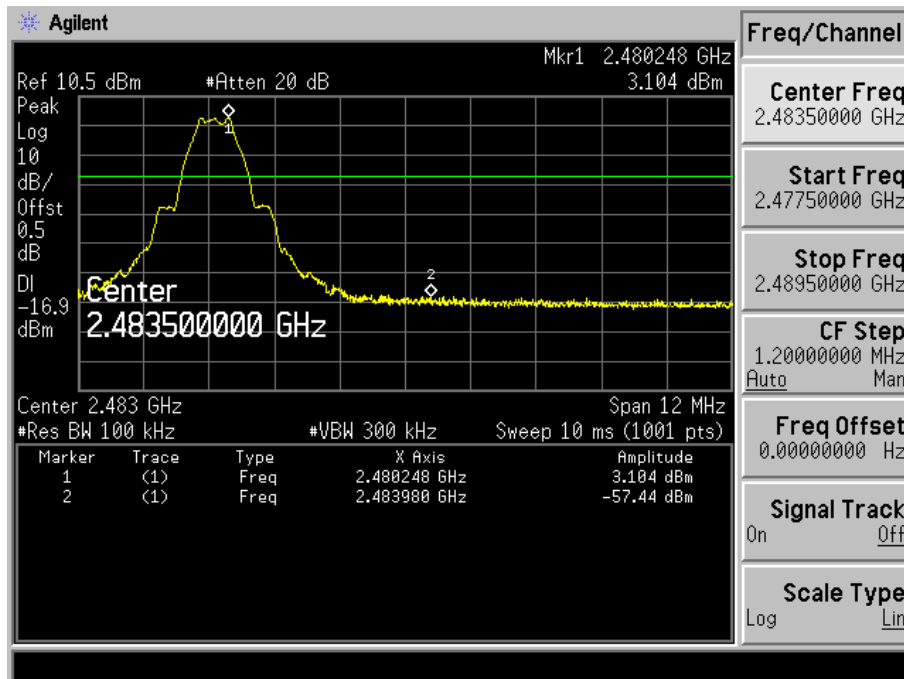 Agilent
Freq/Channel
Mkr1 2.480248 GHz
Ref 10.5 dBm #Atten 20 dB 3.104 dBm
Peak
Log
10
dB/
Offst
0.5
dB
DI
-16.9
dBm
1
2
Center
2.483500000 GHz
Center 2.483 GHz Span 12 MHz
#Res BW 100 kHz #VBW 300 kHz Sweep 10 ms (1001 pts)
Marker Trace Type X Axis Amplitude
1 (1) Freq 2.480248 GHz 3.104 dBm
2 (1) Freq 2.483980 GHz -57.44 dBm
Center Freq
2.48350000 GHz
Start Freq
2.47750000 GHz
Stop Freq
2.48950000 GHz
CF Step
1.20000000 MHz
Auto Man
Freq Offset
0.00000000 Hz
Signal Track
On Off
Scale Type
Log Lin